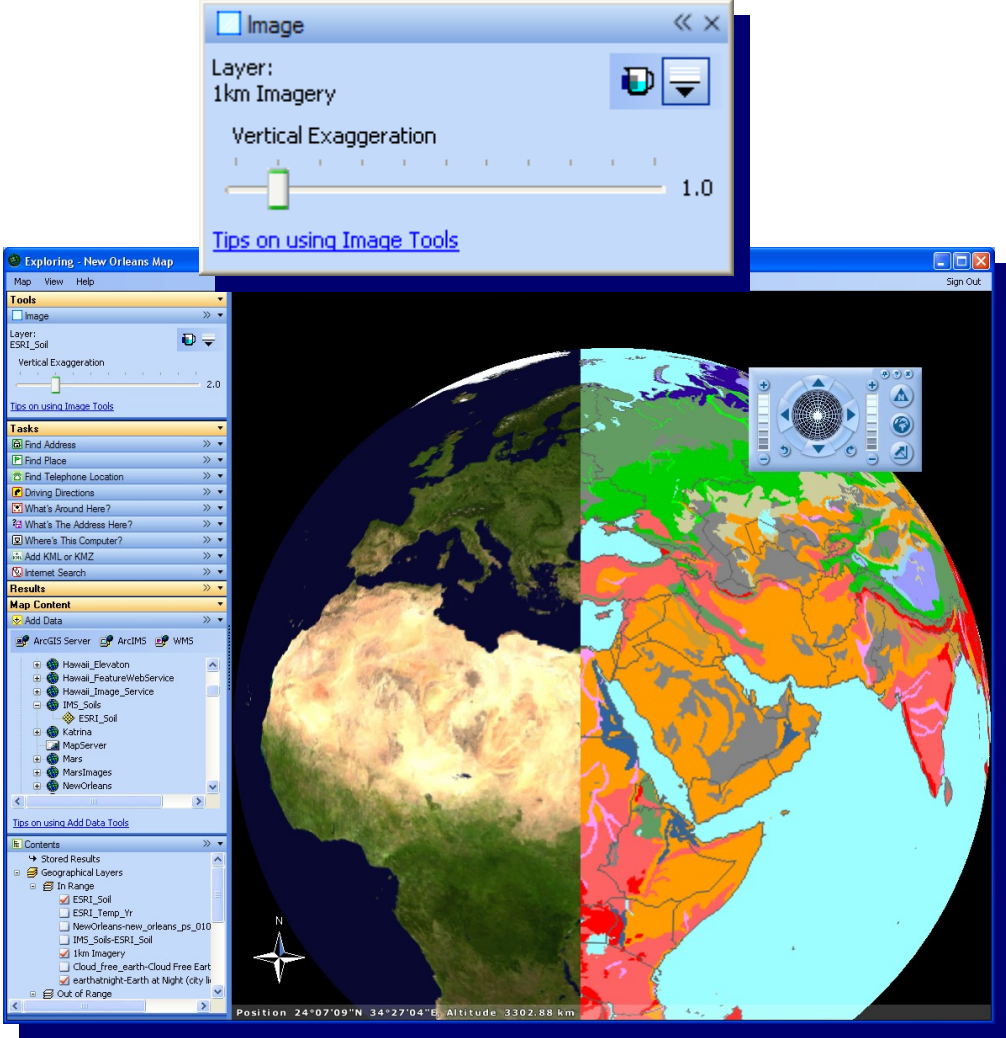 Image
Layer:
1km Imagery
Vertical Exaggeration
1.0
Tips on using Image Tools
Exploring - New Orleans Map
Map View Help
Sign Out
Tools
Image
Layer:
ESRI_Soil
Vertical Exaggeration
2.0
Tips on using Image Tools
Tasks
Find Address
Find Place
Find Telephone Location
Driving Directions
What's Around Here?
What's The Address Here?
Where's This Computer?
Add KML or KMZ
Internet Search
Results
Map Content
Add Data
ArcGIS Server ArcIMS WMS
Hawaii_Elevaton
Hawaii_FeatureWebService
Hawaii_Image_Service
IMS_Soils
ESRI_Soil
Katrina
MapServer
Mars
MarsImages
NewOrleans
Tips on using Add Data Tools
Contents
Stored Results
Geographical Layers
In Range
ESRI_Soil
ESRI_Temp_Yr
NewOrleans-new_orleans_ps_010
IMS_Soils-ESRI_Soil
1km Imagery
Cloud_free_earth-Cloud Free Eart
earthatnight-Earth at Night (city li
Out of Range
N
N
Position 24°07'09"N 34°27'04"E, Altitude 3302.88 km